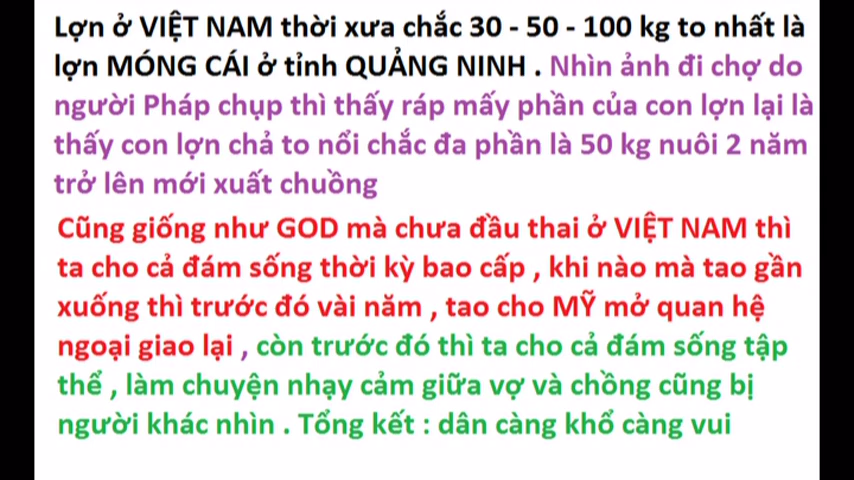 Lợn ở VIỆT NAM thời xưa chắc 30 - 50 - 100 kg to nhất là
lợn MÓNG CÁI ở tỉnh QUẢNG NINH . Nhìn ảnh đi chợ do
người Pháp chụp thì thấy ráp mấy phần của con lợn lại là
thấy con lợn chả to nổi chắc đa phần là 50 kg nuôi 2 năm
trở lên mới xuất chuồng
Cũng giống như GOD mà chưa đầu thai ở VIỆT NAM thì
ta cho cả đám sống thời kỳ bao cấp , khi nào mà tao gần
xuống thì trước đó vài năm , tao cho MỸ mở quan hệ
ngoại giao lại , còn trước đó thì ta cho cả đám sống tập
thể , làm chuyện nhạy cảm giữa vợ và chồng cũng bị
người khác nhìn . Tổng kết : dân càng khổ càng vui